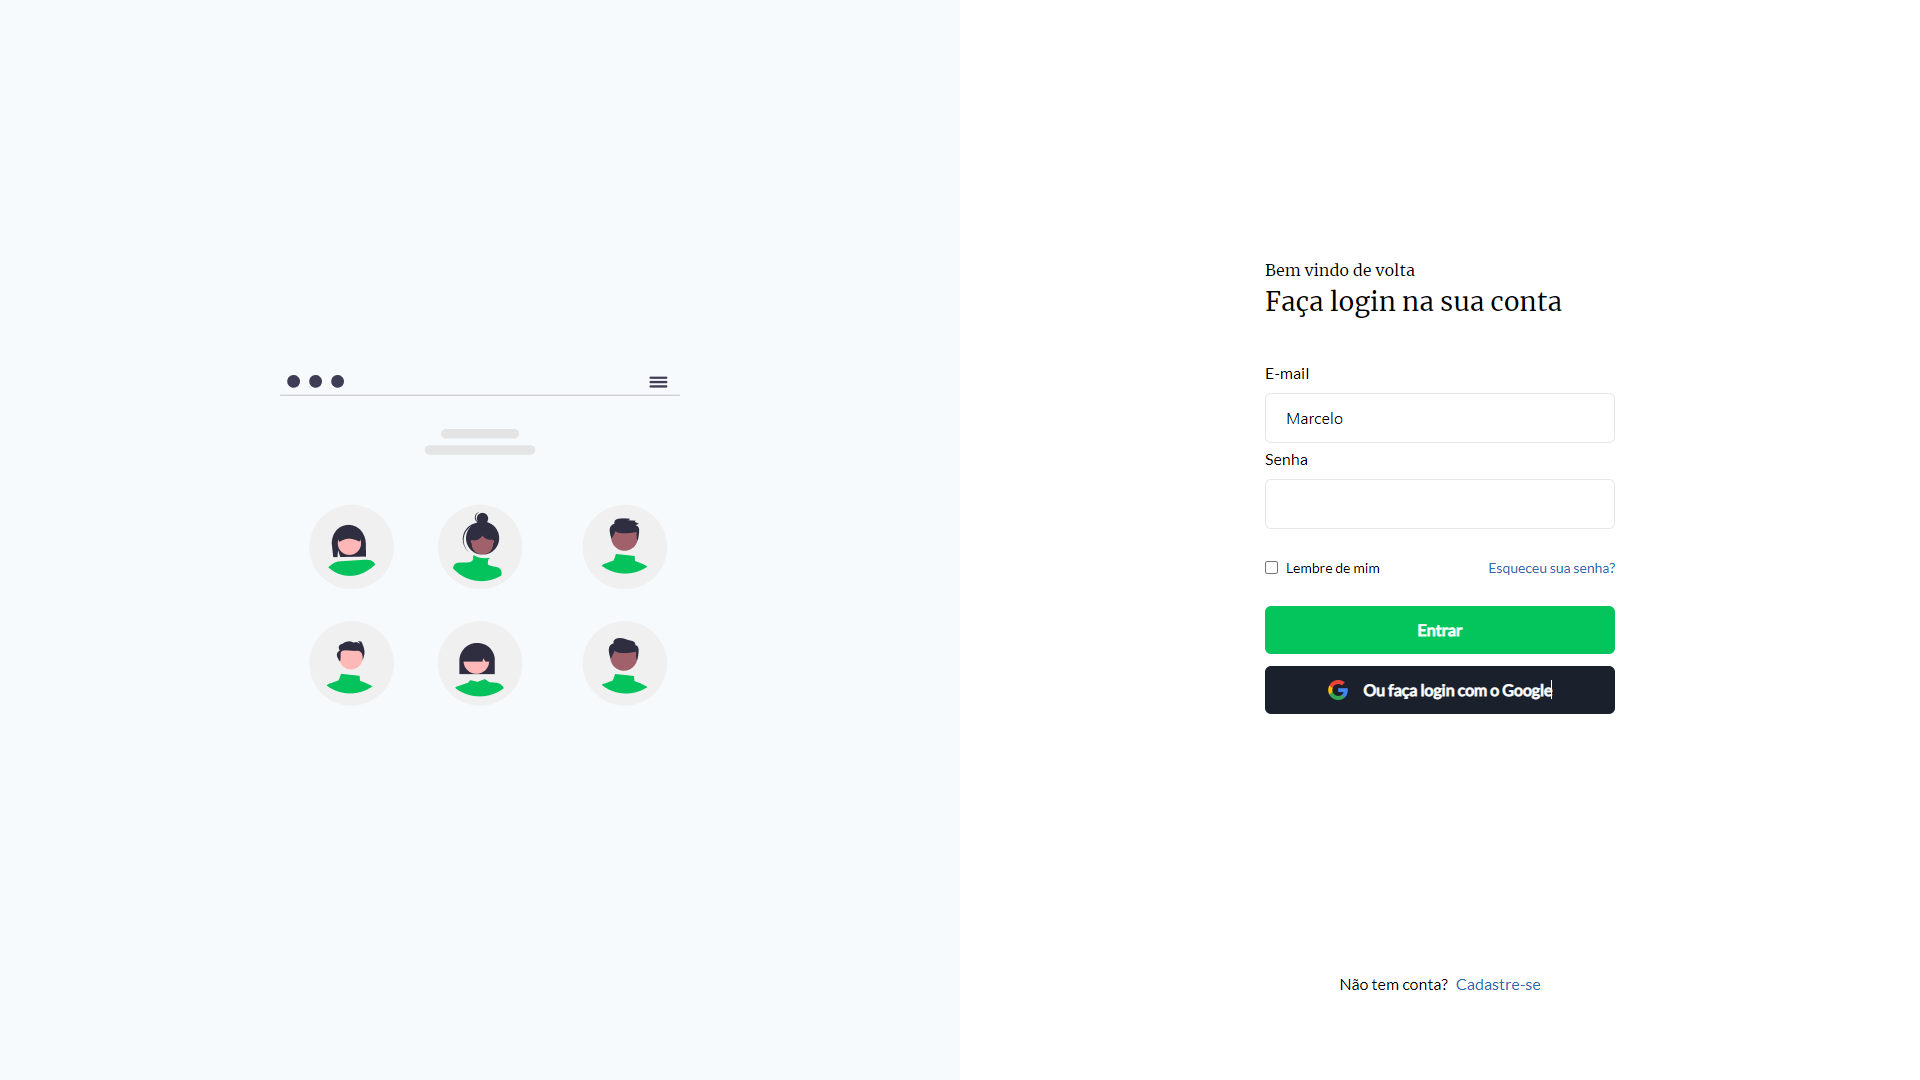 Bem vindo de volta
Faça login na sua conta
E-mail
Marcelo
Senha
Lembre de mim
Esqueceu sua senha?
Entrar
Ou faça login com o Google
Não tem conta? Cadastre-se